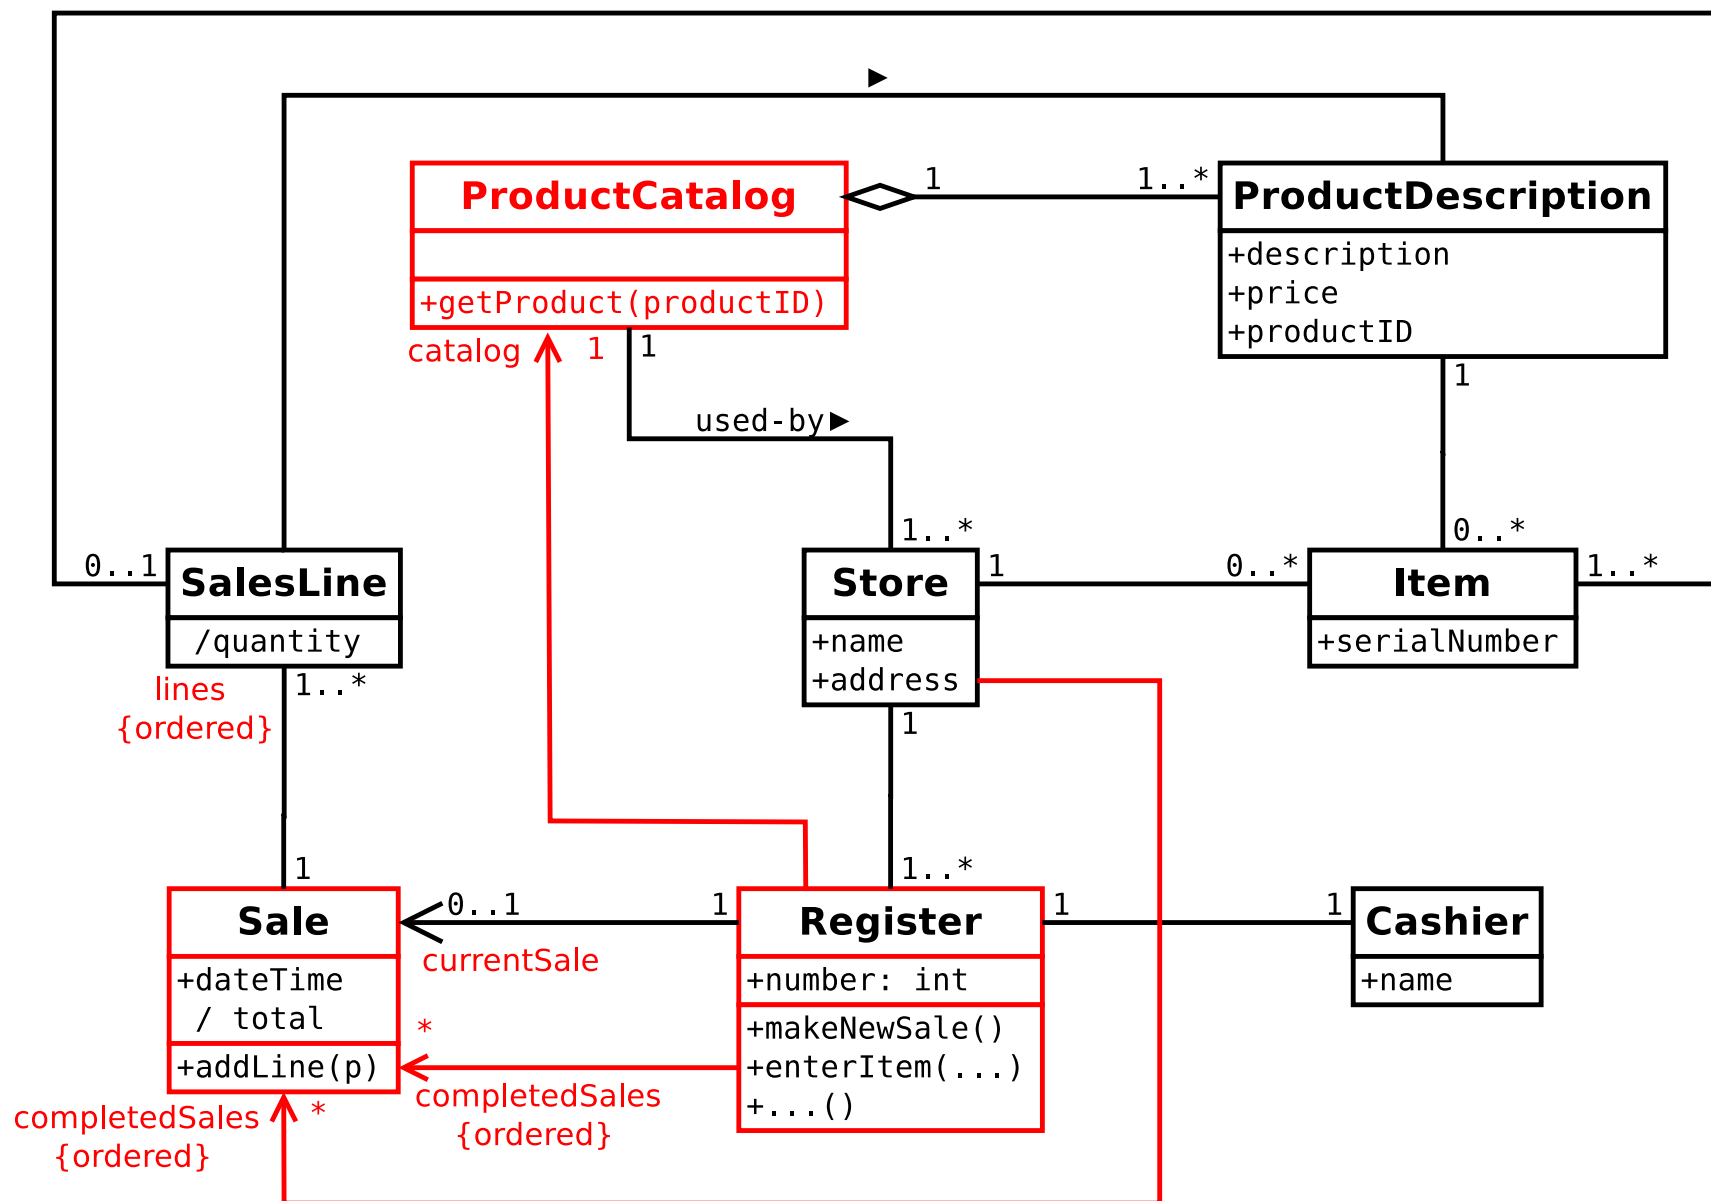 ►
ProductCatalog
+getProduct(productID)
1
1..*
ProductDescription
+description
+price
+productID
catalog
1
1
1
used-by►
0..1
SalesLine
/quantity
1..*
Store
+name
+address
1
0..*
0..*
Item
+serialNumber
1..*
lines
{ordered}
1..*
1
1
1..*
Sale
+dateTime
/ total
+addLine(p)
0..1
1
currentSale
Register
+number: int
+makeNewSale()
+enterItem(...)
+...()
1
1
Cashier
+name
*
completedSales
{ordered}
completedSales
{ordered}
*